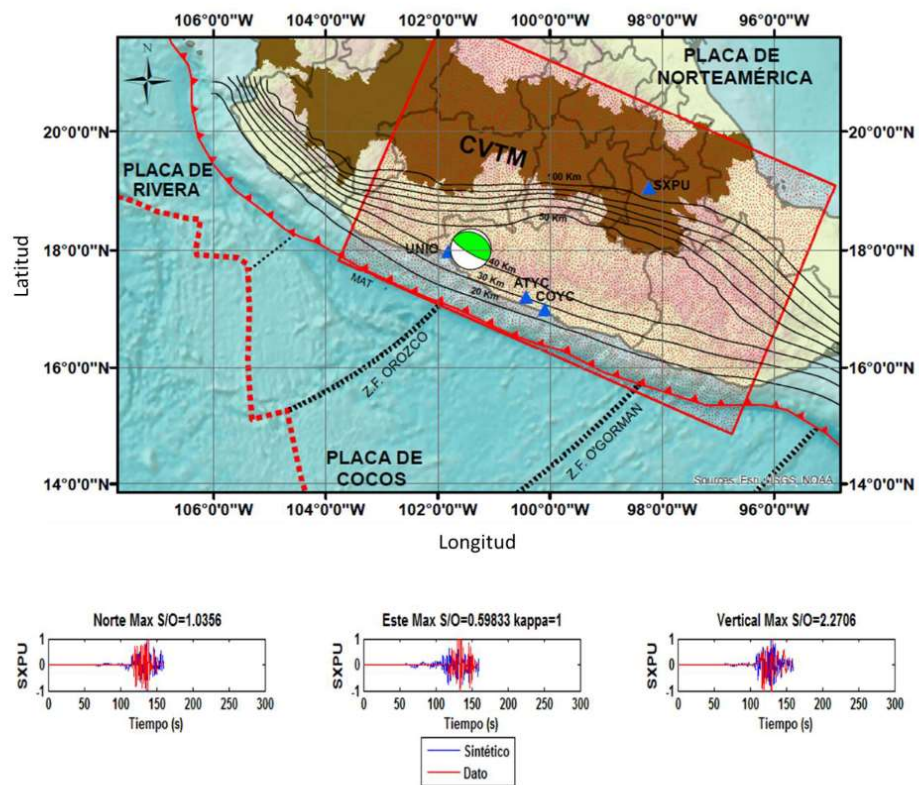 106°0'0"W 104°0'0"W 102°0'0"W 100°0'0"W 98°0'0"W 96°0'0"W
N
PLACA DE
NORTEAMÉRICA
20°0'0"N
20°0'0"N
CVTM
PLACA DE
RIVERA
100 Km
SXPU
50 Km
18°0'0"N
18°0'0"N
UNIO
40 Km
MAT
30 Km
ATYC
20 Km
COYC
16°0'0"N
16°0'0"N
Z.F. OROZCO
Z.F. O'GORMAN
PLACA DE
COCOS
14°0'0"N
14°0'0"N
Sources: Esri, USGS, NOAA
106°0'0"W 104°0'0"W 102°0'0"W 100°0'0"W 98°0'0"W 96°0'0"W
Latitud
Longitud
Norte Max S/O=1.0356
SXPU
1
0
-1
0 50 100 150 200 250 300
Tiempo (s)
Este Max S/O=0.59833 kappa=1
SXPU
1
0
-1
0 50 100 150 200 250 300
Tiempo (s)
Vertical Max S/O=2.2706
SXPU
1
0
-1
0 50 100 150 200 250 300
Tiempo (s)
Sintético
Dato